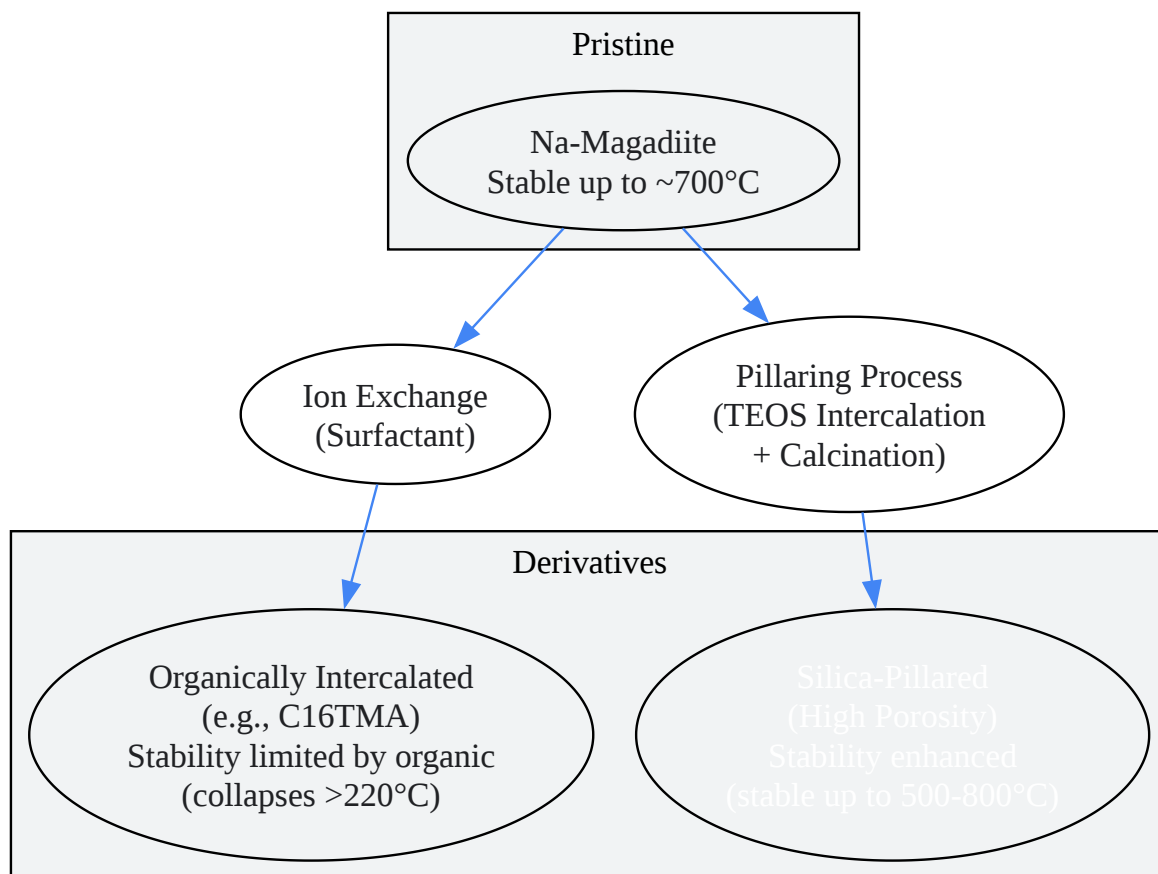 Pristine
Na-Magadiite
Stable up to ~700°C
Ion Exchange
(Surfactant)
Pillaring Process
(TEOS Intercalation
+ Calcination)
Derivatives
Organically Intercalated
(e.g., C16TMA)
Stability limited by organic
(collapses >220°C)
Silica-Pillared
(High Porosity)
Stability enhanced
(stable up to 500-800°C)